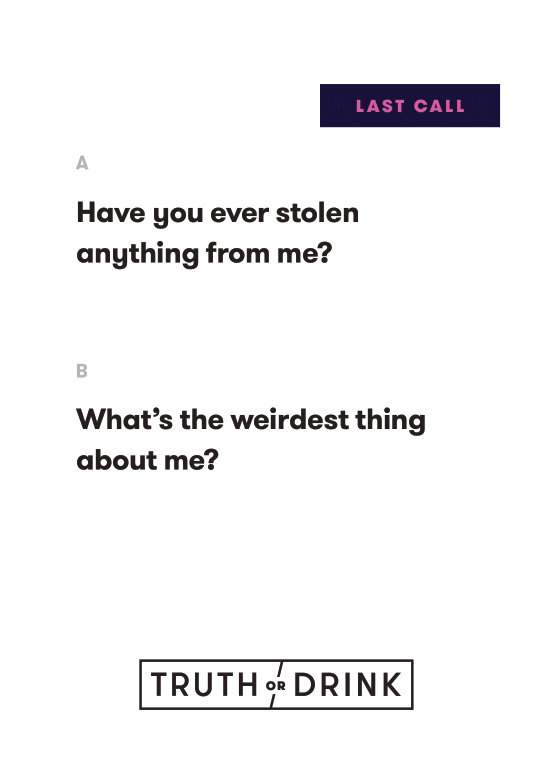 LAST CALL
A
Have you ever stolen
anything from me?
B
What’s the weirdest thing
about me?
TRUTH OR DRINK